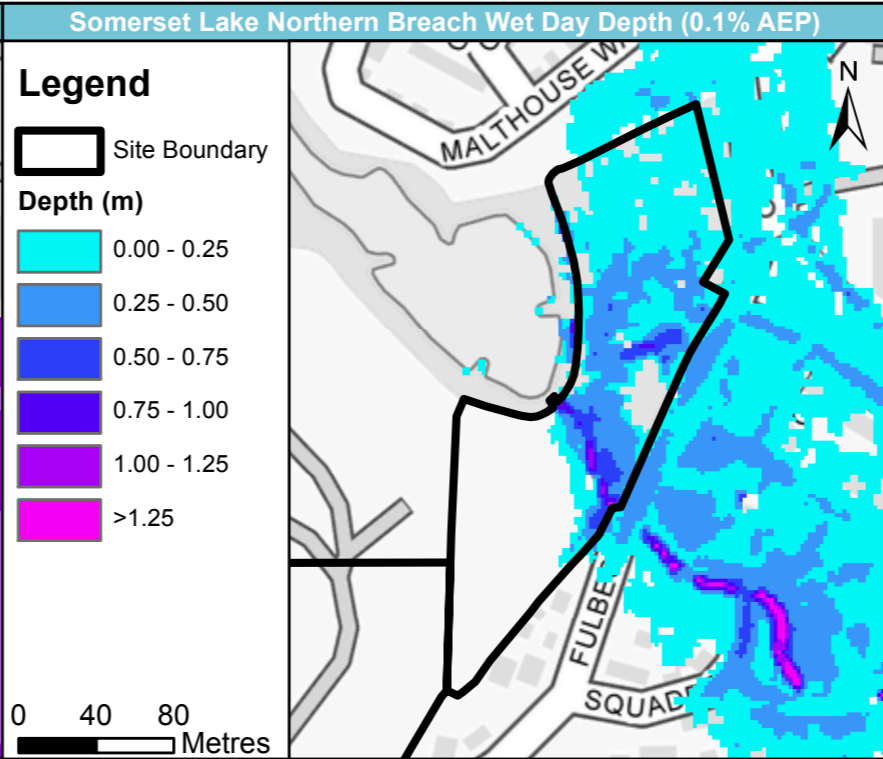 Somerset Lake Northern Breach Wet Day Depth (0.1% AEP)
Legend
Site Boundary
Depth (m)
0.00 - 0.25
0.25 - 0.50
0.50 - 0.75
0.75 - 1.00
1.00 - 1.25
>1.25
0 40 80
Metres
MALTHOUSE W
N
FULBE
SQUAD